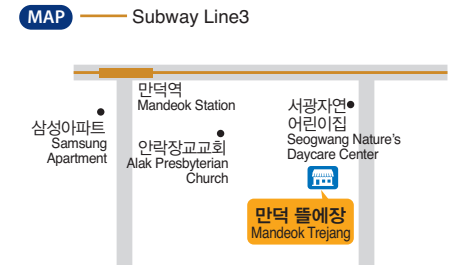 MAP
Subway Line3
만덕역
Mandeok Station
삼성아파트
Samsung
Apartment
안락장교교회
Alak Presbyterian
Church
서광자연
어린이집
Seogwang Nature's
Daycare Center
만덕 뜰에장
Mandeok Trejang